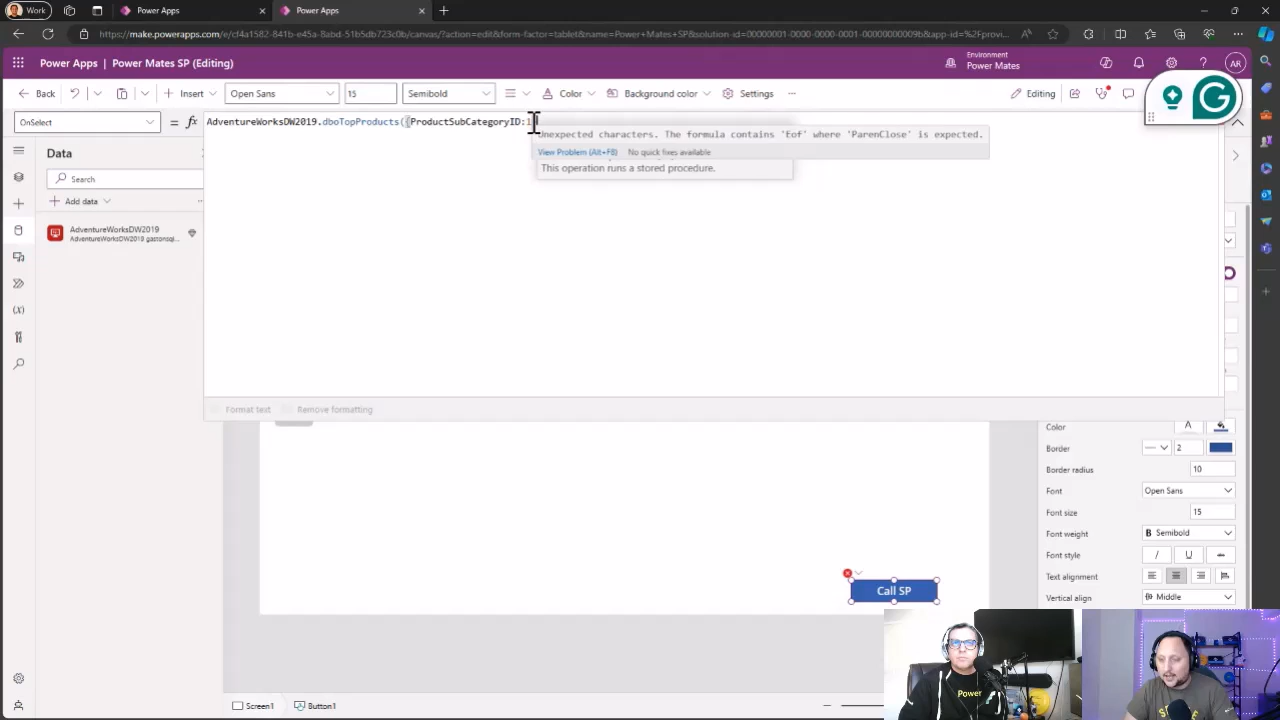 Work
Power Apps
Power Apps
https://make.powerapps.com/e/cf4a1582-841b-e45a-8abd-51b5db723c0b/canvas/?action=edit&form-factor=tablet&name=Power+Mates+SP&solution-id=00000001-0000-0000-0001-00000000009b&app-id=%2Fprovi...
Power Apps | Power Mates SP (Editing)
Environment
Power Mates
AR
Back
Insert
Open Sans
15
Semibold
Color
Background color
Settings
Editing
OnSelect
= fx
AdventureWorksDW2019.dboTopProducts({ProductSubCategoryID:1
Unexpected characters. The formula contains 'Eof' where 'ParenClose' is expected.
View Problem (Alt+F8) No quick fixes available
This operation runs a stored procedure.
Data
Search
Add data
AdventureWorksDW2019
Format text
Remove formatting
Color
Border
2
Border radius
10
Font
Open Sans
Font size
15
Font weight
B Semibold
Font style
Text alignment
Vertical align
Middle
Call SP
Screen1
Button1
Power